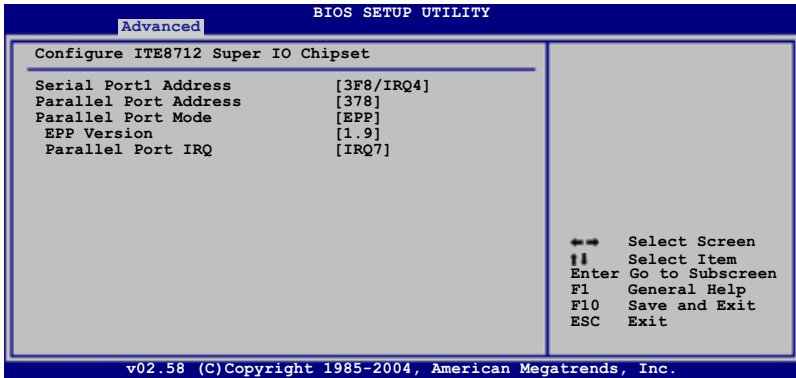 BIOS SETUP UTILITY
Advanced
Configure ITE8712 Super IO Chipset
Serial Port1 Address [3F8/IRQ4]
Parallel Port Address [378]
Parallel Port Mode [EPP]
EPP Version [1.9]
Parallel Port IRQ [IRQ7]
←→ Select Screen
↑↓ Select Item
Enter Go to Subscreen
F1 General Help
F10 Save and Exit
ESC Exit
v02.58 (C)Copyright 1985-2004, American Megatrends, Inc.